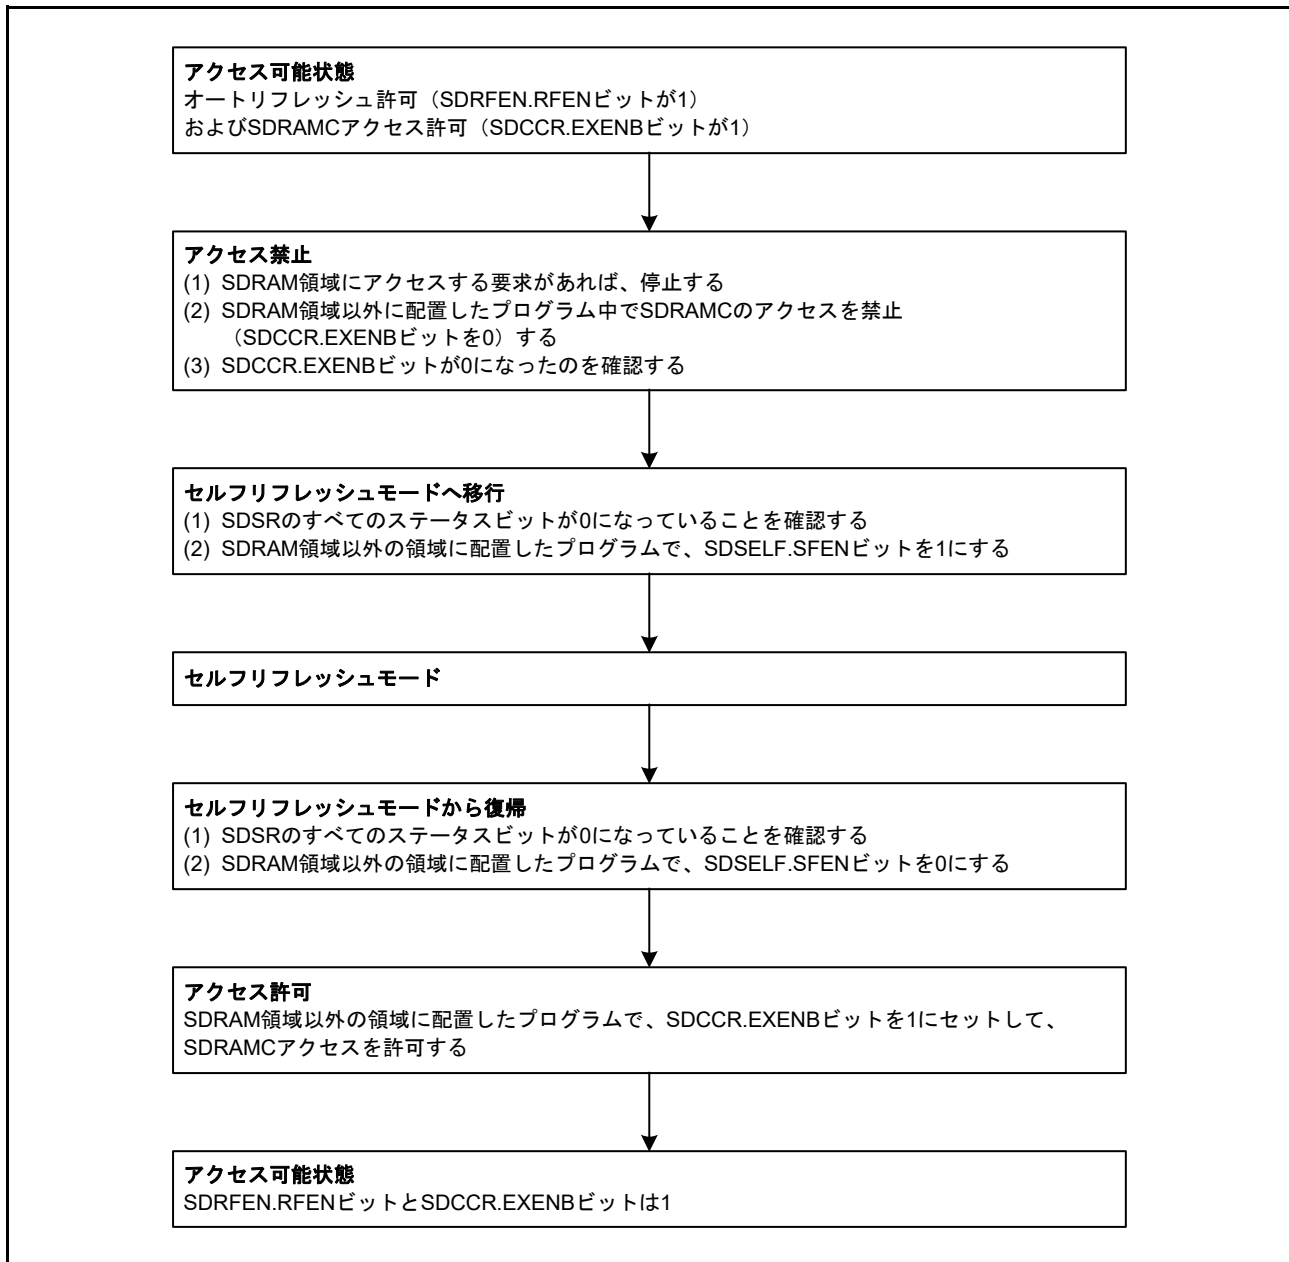 アクセス可能状態
オートリフレッシュ許可（SDRFEN.RFENビットが1）
およびSDRAMCアクセス許可（SDCCR.EXENBビットが1）
アクセス禁止
(1) SDRAM領域にアクセスする要求があれば、停止する
(2) SDRAM領域以外に配置したプログラム中でSDRAMCのアクセスを禁止
（SDCCR.EXENBビットを0）する
(3) SDCCR.EXENBビットが0になったのを確認する
セルフリフレッシュモードへ移行
(1) SDSRのすべてのステータスビットが0になっていることを確認する
(2) SDRAM領域以外の領域に配置したプログラムで、SDSELF.SFENビットを1にする
セルフリフレッシュモード
セルフリフレッシュモードから復帰
(1) SDSRのすべてのステータスビットが0になっていることを確認する
(2) SDRAM領域以外の領域に配置したプログラムで、SDSELF.SFENビットを0にする
アクセス許可
SDRAM領域以外の領域に配置したプログラムで、SDCCR.EXENBビットを1にセットして、
SDRAMCアクセスを許可する
アクセス可能状態
SDRFEN.RFENビットとSDCCR.EXENBビットは1